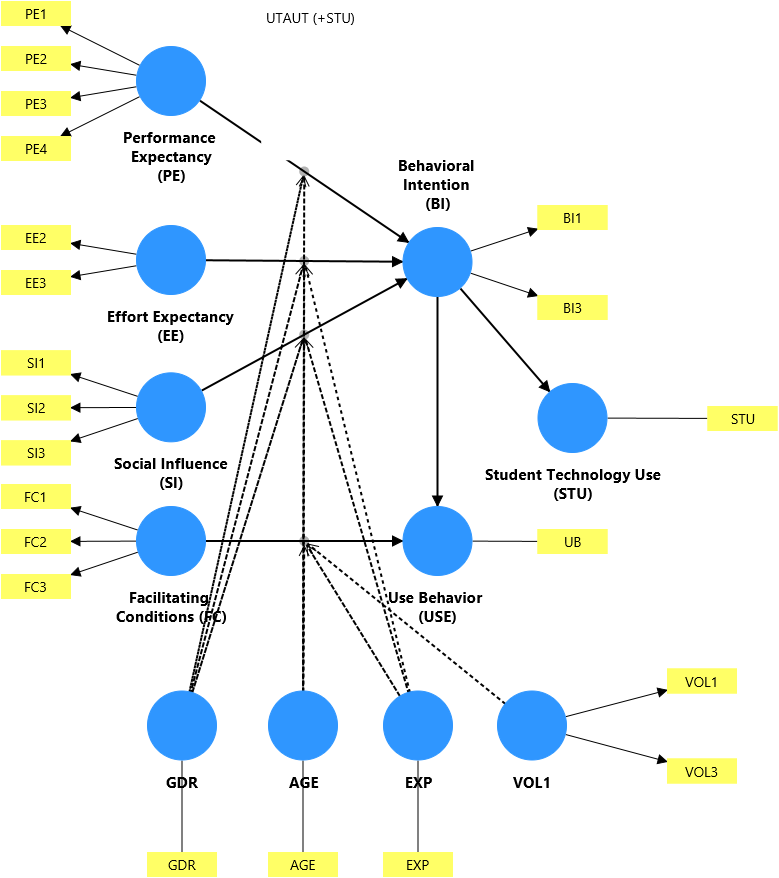 UTAUT (+STU)
PE1
PE2
PE3
PE4
Performance
Expectancy
(PE)
Behavioral
Intention
(BI)
BI1
BI3
EE2
EE3
Effort Expectancy
(EE)
SI1
SI2
SI3
Social Influence
(SI)
STU
Student Technology Use
(STU)
FC1
FC2
FC3
Facilitating
Conditions (FC)
UB
Use Behavior
(USE)
VOL1
VOL3
GDR
AGE
EXP
VOL1
GDR
AGE
EXP